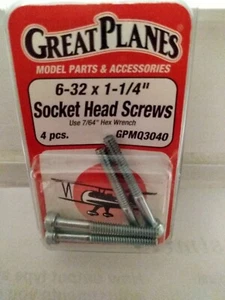 GREAT PLANES
MODEL PARTS & ACCESSORIES
6-32 x 1-1/4"
Socket Head Screws
Use 7/64" Hex Wrench
4 pcs. GPMQ3040